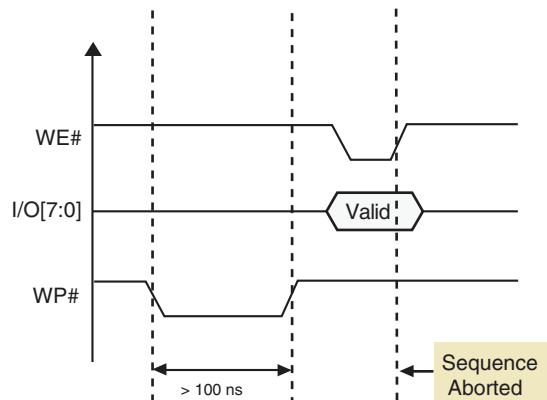 WE#
I/O[7:0]
Valid
WP#
> 100 ns
Sequence
Aborted